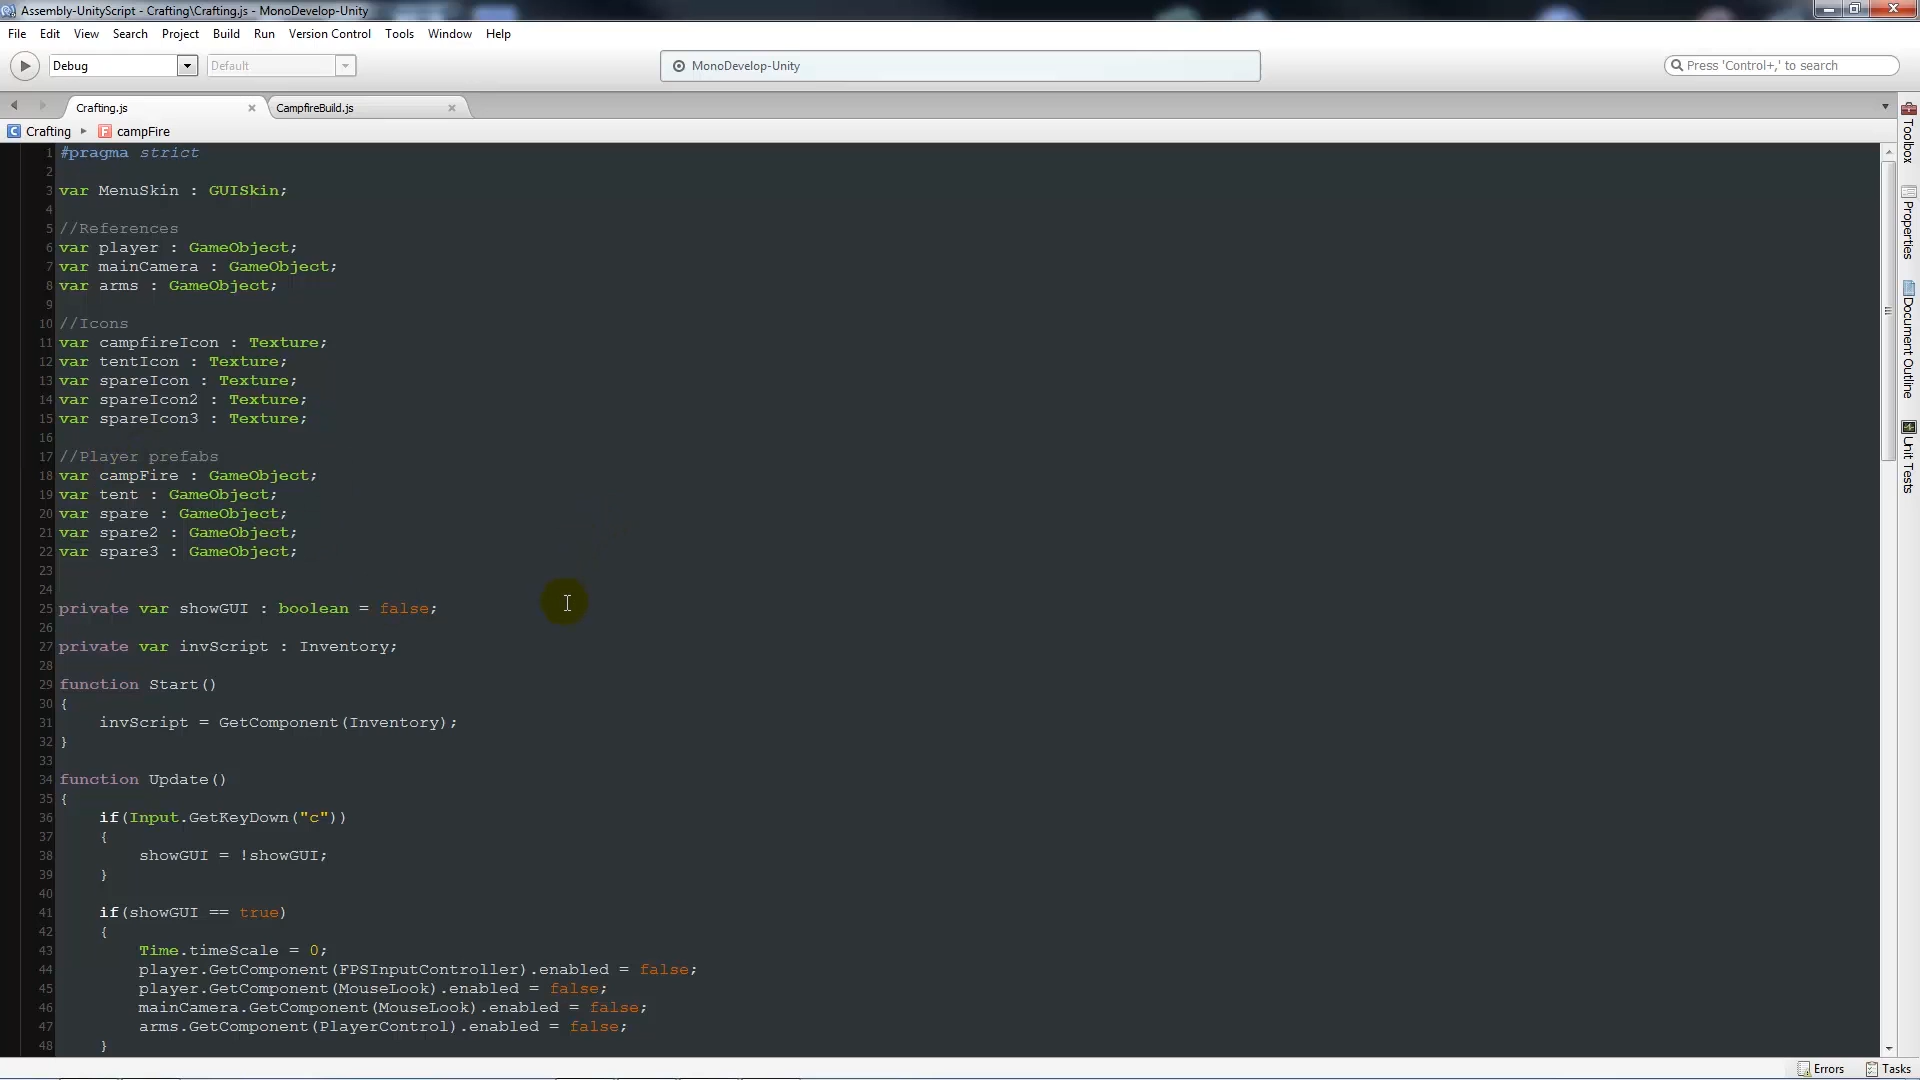 Assembly-UnityScript - Crafting\Crafting.js - MonoDevelop-Unity
File Edit View Search Project Build Run Version Control Tools Window Help
Debug Default MonoDevelop-Unity Press 'Control+,' to search
Crafting.js CampfireBuild.js
C Crafting F campFire
1 #pragma strict
2
3 var MenuSkin : GUISkin;
4
5 //References
6 var player : GameObject;
7 var mainCamera : GameObject;
8 var arms : GameObject;
9
10 //Icons
11 var campfireIcon : Texture;
12 var tentIcon : Texture;
13 var spareIcon : Texture;
14 var spareIcon2 : Texture;
15 var spareIcon3 : Texture;
16
17 //Player prefabs
18 var campFire : GameObject;
19 var tent : GameObject;
20 var spare : GameObject;
21 var spare2 : GameObject;
22 var spare3 : GameObject;
23
24
25 private var showGUI : boolean = false;
26
27 private var invScript : Inventory;
28
29 function Start()
30 {
31     invScript = GetComponent(Inventory);
32 }
33
34 function Update()
35 {
36     if(Input.GetKeyDown("c"))
37     {
38         showGUI = !showGUI;
39     }
40
41     if(showGUI == true)
42     {
43         Time.timeScale = 0;
44         player.GetComponent(FPSInputController).enabled = false;
45         player.GetComponent(MouseLook).enabled = false;
46         mainCamera.GetComponent(MouseLook).enabled = false;
47         arms.GetComponent(PlayerControl).enabled = false;
48     }
Toolbox
Properties
Document Outline
Unit Tests
Errors Tasks